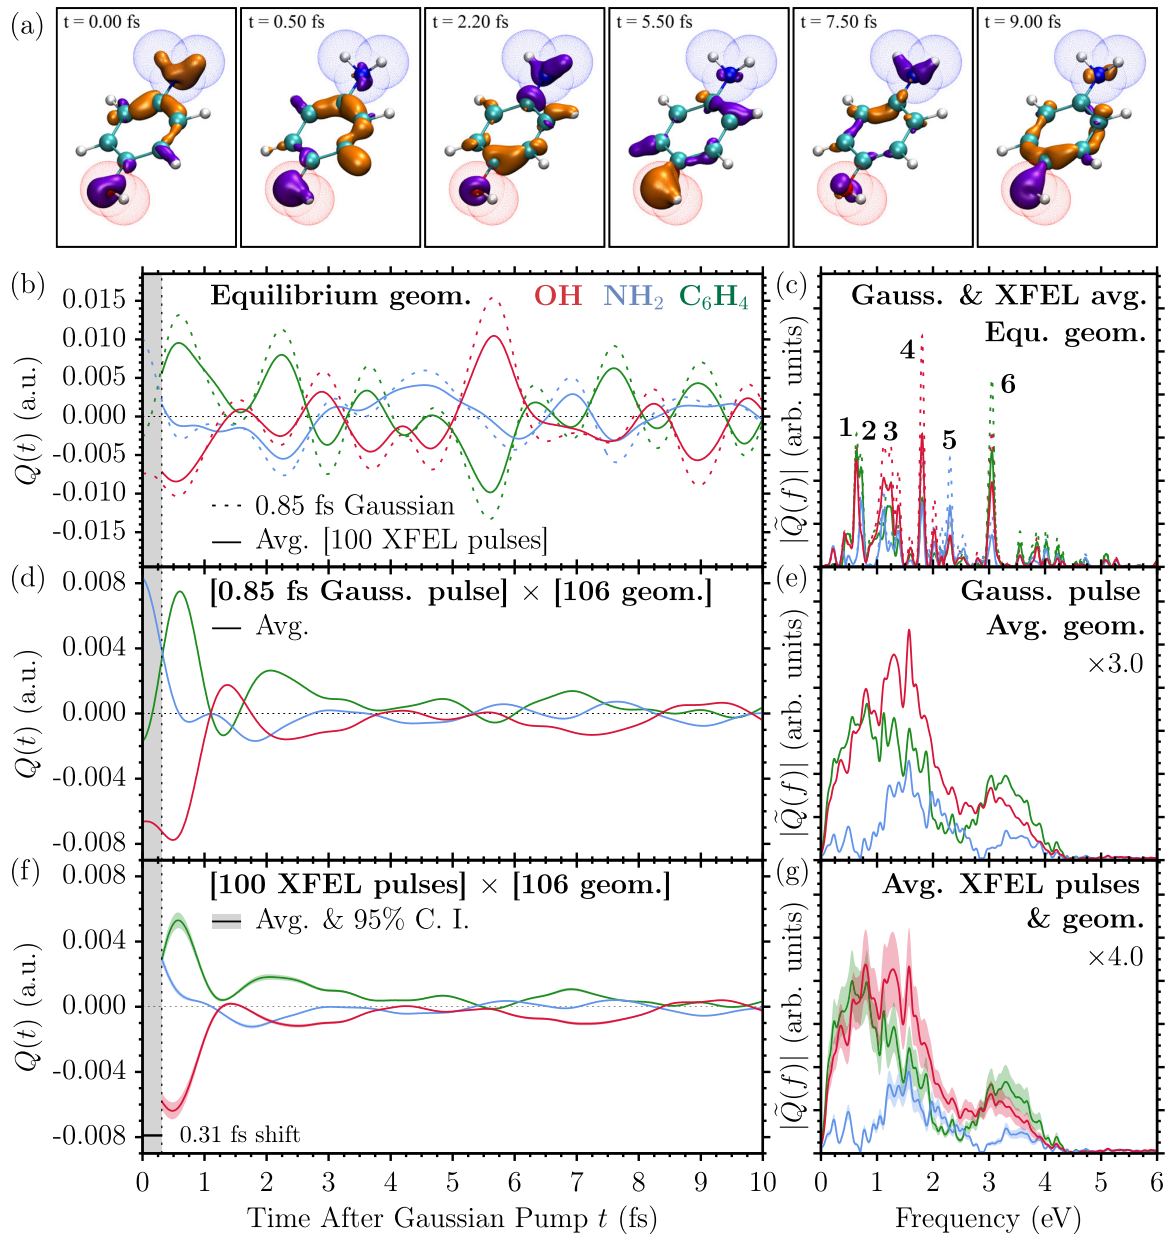 (a)
t = 0.00 fs
t = 0.50 fs
t = 2.20 fs
t = 5.50 fs
t = 7.50 fs
t = 9.00 fs
(b)
Equilibrium geom.
OH NH₂ C₆H₄
0.015
0.010
0.005
0.000
-0.005
-0.010
-0.015
Q(t) (a.u.)
0.85 fs Gaussian
Avg. [100 XFEL pulses]
(c)
Gauss. & XFEL avg.
Equ. geom.
|Q̃(f)| (arb. units)
1 2 3 4 5 6
(d)
[0.85 fs Gauss. pulse] × [106 geom.]
Avg.
0.008
0.004
0.000
-0.004
-0.008
Q(t) (a.u.)
(e)
Gauss. pulse
Avg. geom.
×3.0
|Q̃(f)| (arb. units)
(f)
[100 XFEL pulses] × [106 geom.]
Avg. & 95% C. I.
0.008
0.004
0.000
-0.004
-0.008
Q(t) (a.u.)
0.31 fs shift
0 1 2 3 4 5 6 7 8 9 10
Time After Gaussian Pump t (fs)
(g)
Avg. XFEL pulses
& geom.
×4.0
|Q̃(f)| (arb. units)
0 1 2 3 4 5 6
Frequency (eV)